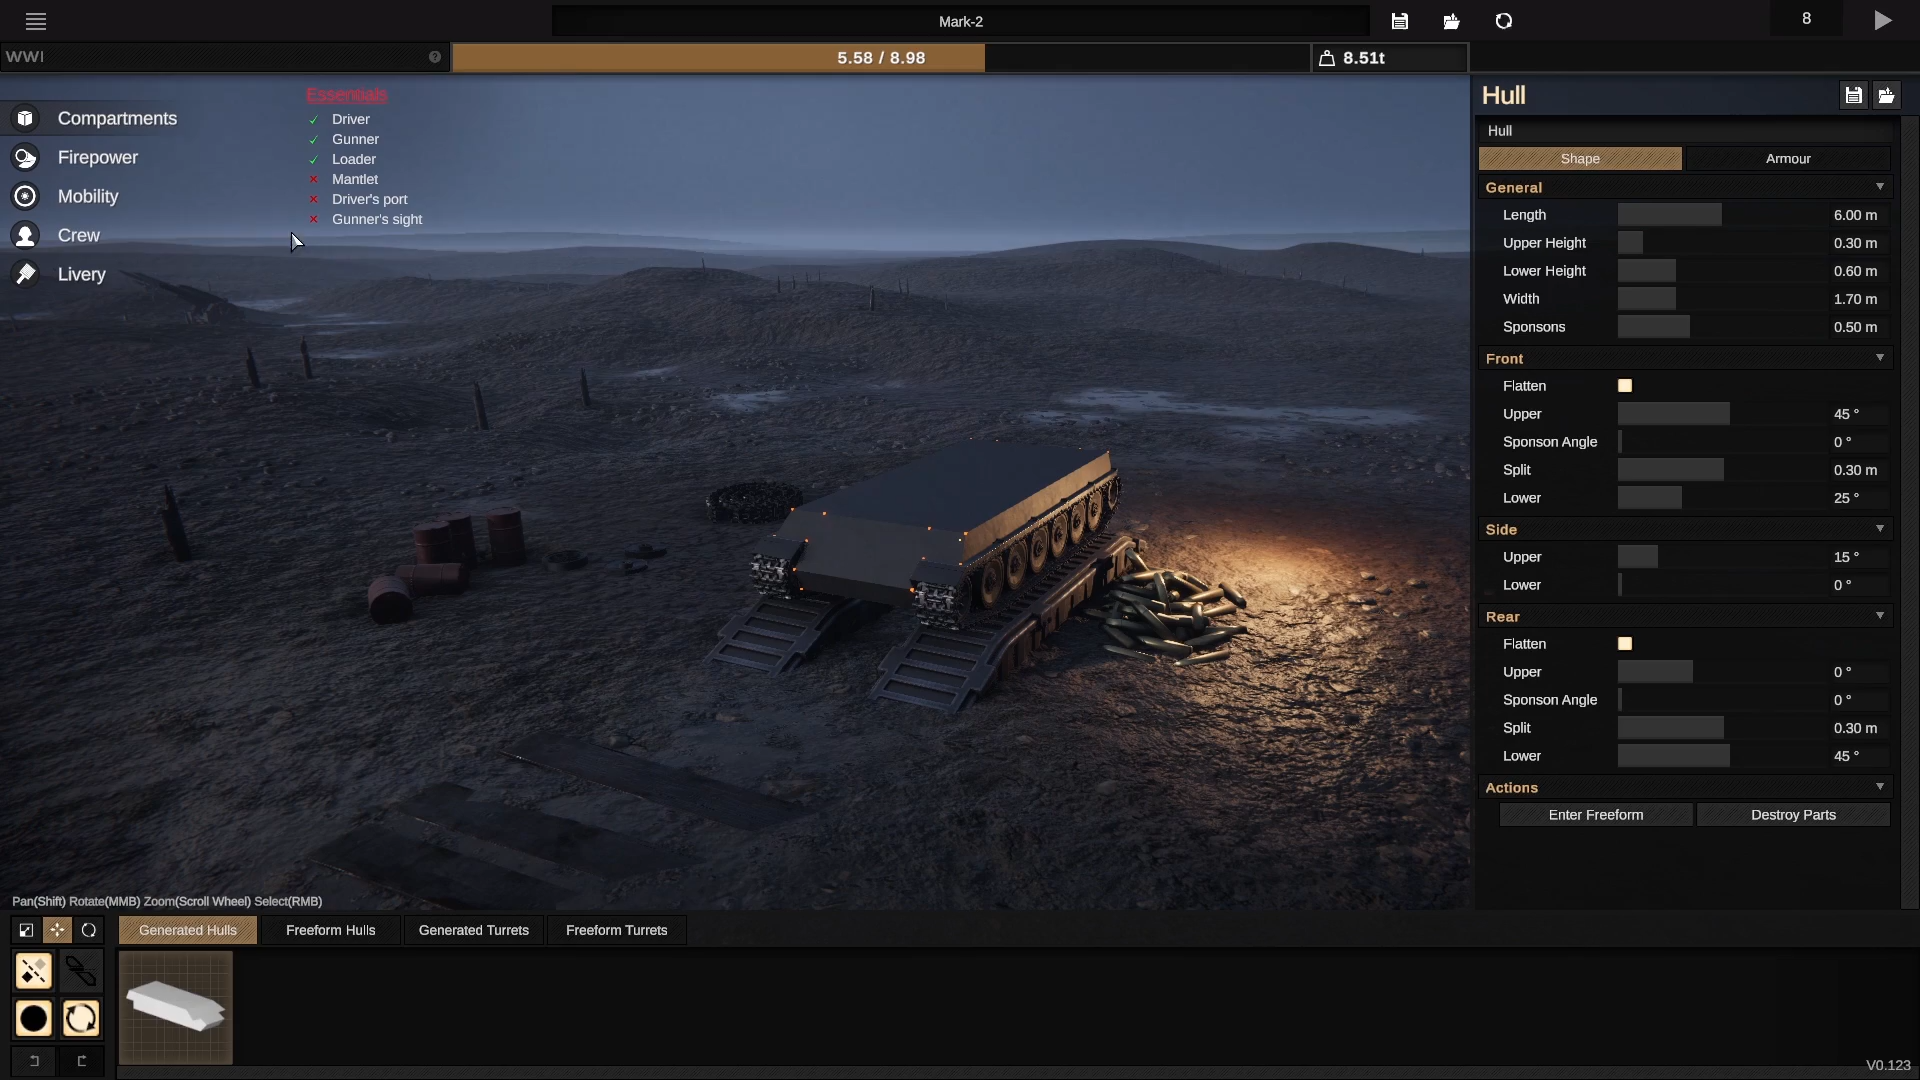 Mark-2
8
WWI
?
5.58 / 8.98
8.51t
Compartments
Firepower
Mobility
Crew
Livery
Essentials
Driver
Gunner
Loader
Mantlet
Driver's port
Gunner's sight
Hull
Hull
Shape Armour
General
Length 6.00 m
Upper Height 0.30 m
Lower Height 0.60 m
Width 1.70 m
Sponsons 0.50 m
Front
Flatten
Upper 45 °
Sponson Angle 0 °
Split 0.30 m
Lower 25 °
Side
Upper 15 °
Lower 0 °
Rear
Flatten
Upper 0 °
Sponson Angle 0 °
Split 0.30 m
Lower 45 °
Actions
Enter Freeform Destroy Parts
Pan(Shift) Rotate(MMB) Zoom(Scroll Wheel) Select(RMB)
Generated Hulls Freeform Hulls Generated Turrets Freeform Turrets
V0.123